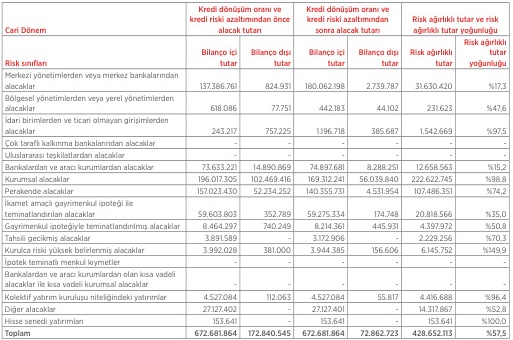 Cari Dönem
Kredi dönüşüm oranı ve kredi riski azaltımından önce alacak tutarı
Kredi dönüşüm oranı ve kredi riski azaltımından sonra alacak tutarı
Risk ağırlıklı tutar ve risk ağırlıklı tutar yoğunluğu
Risk sınıfları
Bilanço içi tutar
Bilanço dışı tutar
Bilanço içi tutar
Bilanço dışı tutar
Risk ağırlıklı tutar
Risk ağırlıklı tutar yoğunluğu
Merkezi yönetimlerden veya merkez bankalarından
alacaklar 137.386.761 824.931 180.062.198 2.739.787 31.630.420 %17,3
Bölgesel yönetimlerden veya yerel yönetimlerden
alacaklar 618.086 77.751 442.183 44.102 231.623 %47,6
İdari birimlerden ve ticari olmayan girişimlerden
alacaklar 243.217 757.225 1.196.718 385.687 1.542.669 %97,5
Çok taraflı kalkınma bankalarından alacaklar - - - - - -
Uluslararası teşkilatlardan alacaklar - - - - - -
Bankalardan ve aracı kurumlardan alacaklar 73.633.221 14.890.869 74.897.681 8.288.251 12.658.563 %15,2
Kurumsal alacaklar 196.017.305 102.469.416 169.312.241 56.039.840 222.622.745 %98,8
Perakende alacaklar 157.023.430 52.234.252 140.355.731 4.531.954 107.486.351 %74,2
İkamet amaçlı gayrimenkul ipoteği ile
teminatlandırılan alacaklar 59.603.803 352.789 59.275.334 174.748 20.818.566 %35,0
Gayrimenkul ipoteğiyle teminatlandırılmış alacaklar 8.464.297 740.249 8.214.361 445.931 4.397.972 %50,8
Tahsili gecikmiş alacaklar 3.891.589 - 3.172.906 - 2.229.256 %70,3
Kurulca riski yüksek belirlenmiş alacaklar 3.992.028 381.000 3.944.385 156.606 6.145.752 %149,9
İpotek teminatlı menkul kıymetler - - - - - -
Bankalardan ve aracı kurumlardan olan kısa vadeli
alacaklar ile kısa vadeli kurumsal alacaklar - - - - - -
Kolektif yatırım kuruluşu niteliğindeki yatırımlar 4.527.084 112.063 4.527.084 55.817 4.416.688 %96,4
Diğer alacaklar 27.127.402 - 27.127.401 - 14.317.867 %52,8
Hisse senedi yatırımları 153.641 - 153.641 - 153.641 %100,0
Toplam 672.681.864 172.840.545 672.681.864 72.862.723 428.652.113 %57,5